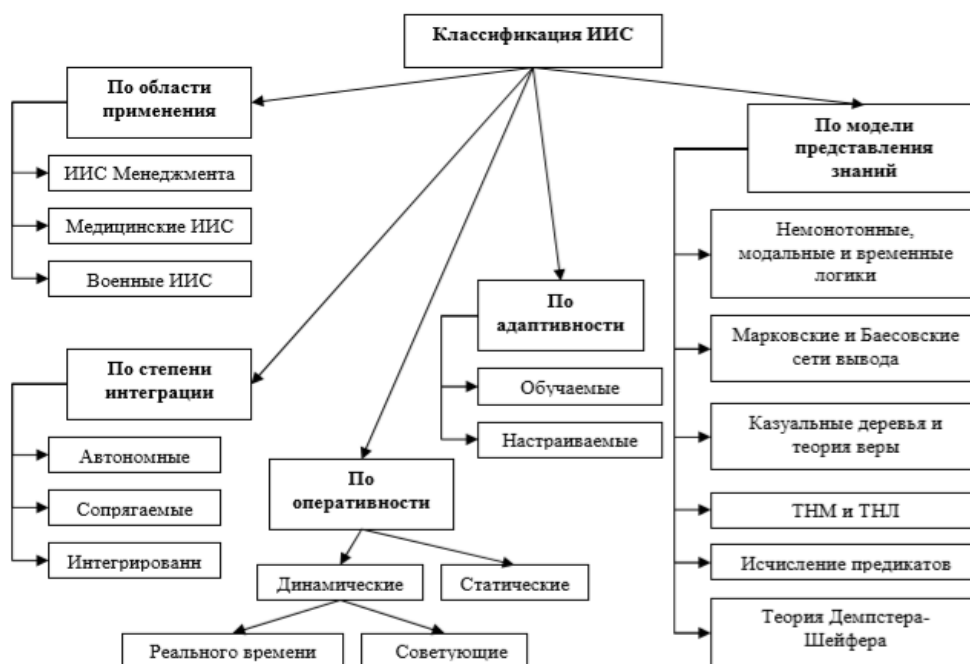 Классификация ИИС
По области
применения
ИИС Менеджмента
Медицинские ИИС
Военные ИИС
По степени
интеграции
Автономные
Сопрягаемые
Интегрированн
По
оперативности
Динамические
Статические
Реального времени
Советующие
По
адаптивности
Обучаемые
Настраиваемые
По модели
представления
знаний
Немонотонные,
модальные и временные
логики
Марковские и Баесовские
сети вывода
Казуальные деревья и
теория веры
ТНМ и ТНЛ
Исчисление предикатов
Теория Демпстера-
Шейфера